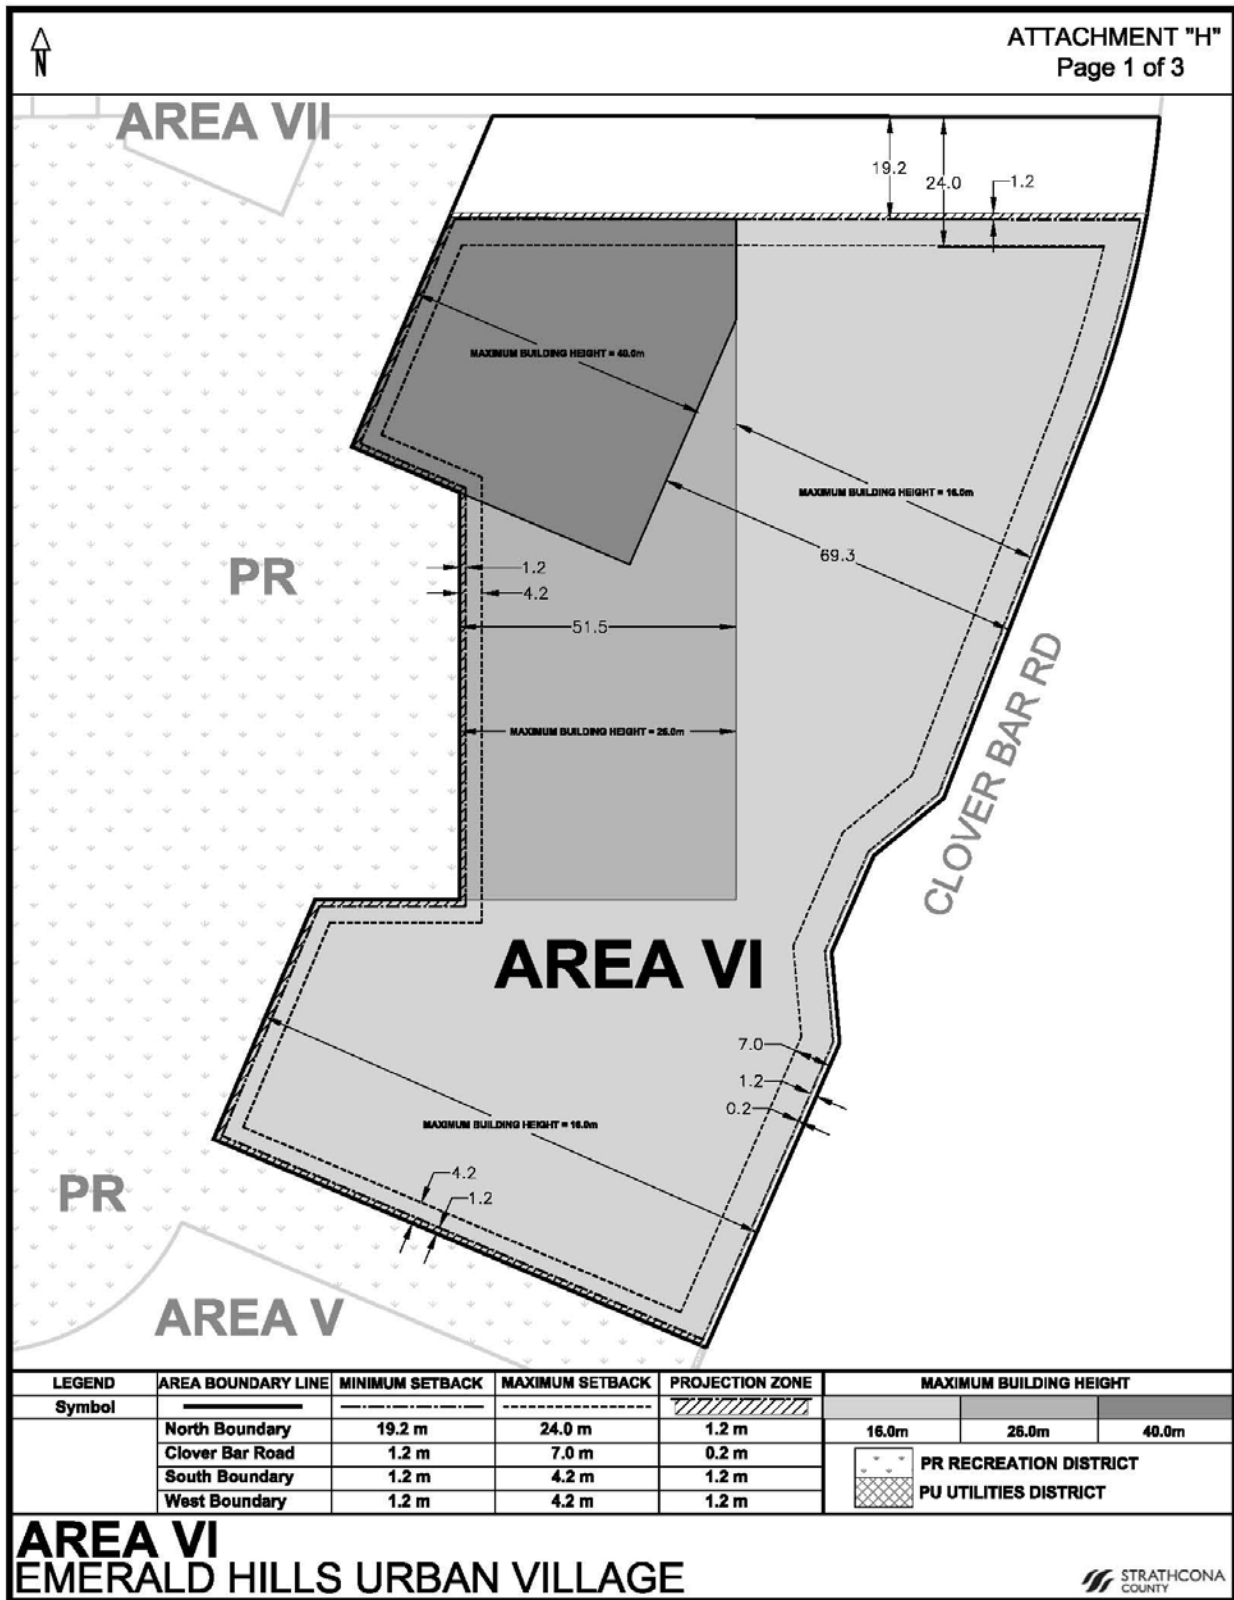 N
ATTACHMENT "H"
Page 1 of 3
AREA VII
19.2
24.0
1.2
MAXIMUM BUILDING HEIGHT = 40.0m
MAXIMUM BUILDING HEIGHT = 16.0m
69.3
PR
1.2
4.2
51.5
MAXIMUM BUILDING HEIGHT = 26.0m
CLOVER BAR RD
AREA VI
7.0
1.2
0.2
MAXIMUM BUILDING HEIGHT = 16.0m
4.2
1.2
PR
AREA V
LEGEND AREA BOUNDARY LINE MINIMUM SETBACK MAXIMUM SETBACK PROJECTION ZONE MAXIMUM BUILDING HEIGHT
Symbol
North Boundary 19.2 m 24.0 m 1.2 m 16.0m 26.0m 40.0m
Clover Bar Road 1.2 m 7.0 m 0.2 m PR RECREATION DISTRICT
South Boundary 1.2 m 4.2 m 1.2 m PU UTILITIES DISTRICT
West Boundary 1.2 m 4.2 m 1.2 m
AREA VI
EMERALD HILLS URBAN VILLAGE
STRATHCONA
COUNTY